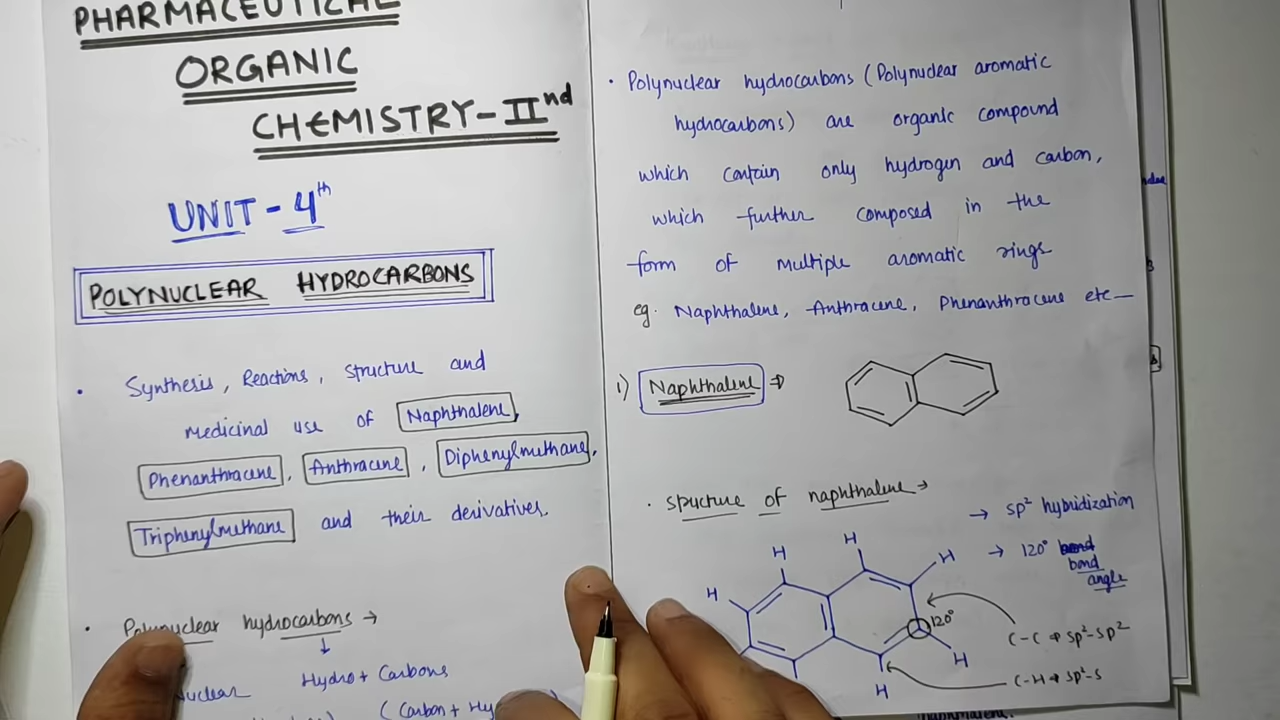 PHARMACEUTICAL
ORGANIC
CHEMISTRY-IInd
UNIT-4th
POLYNUCLEAR HYDROCARBONS
• Synthesis, Reactions, structure and
medicinal use of Naphthalene,
Phenanthracene, Anthracene, Diphenylmethane,
Triphenylmethane and their derivatives.
• Polynuclear hydrocarbons →
↓
nuclear Hydro + Carbons
( Carbon + Hy
• Polynuclear hydrocarbons (Polynuclear aromatic
hydrocarbons) are organic compound
which contain only hydrogen and carbon,
which further composed in the
form of multiple aromatic rings
eg. Naphthalene, Anthracene, Phenanthracene etc—
1) Naphthalene ⇒
• structure of naphthalene →
→ sp² hybridization
→ 120° bond
bond
angle
H
H
H
H
120°
H
H
C-C ⇒ sp²-sp²
C-H ⇒ sp²-s
naphthalene.